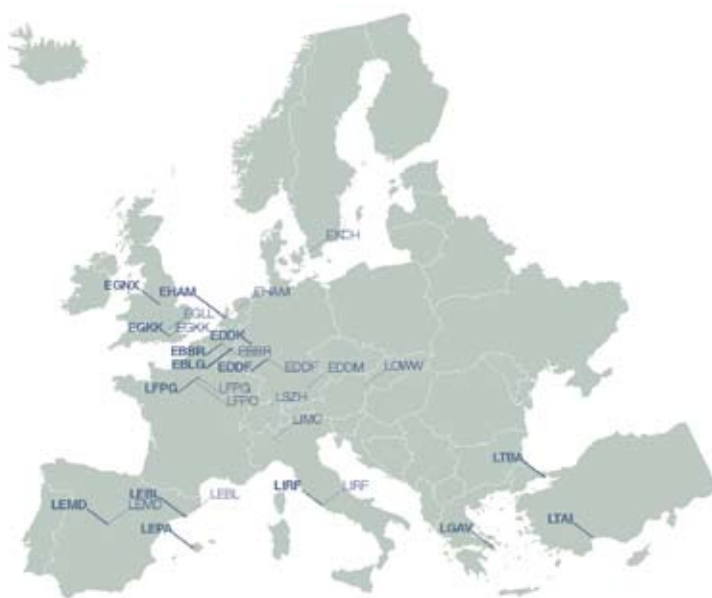 EKCH
EGNX
EHAM
EHAM
EGLL
EGKK
EGKK
EDDK
EBBR
EBBR
EBLG
EDDF
EDDF
EDDM
LOWW
LFPG
LFPG
LFPO
LSZH
LIMC
LTBA
LEBL
LEBL
LIRF
LIRF
LEMD
LEMD
LEPA
LGAV
LTAI